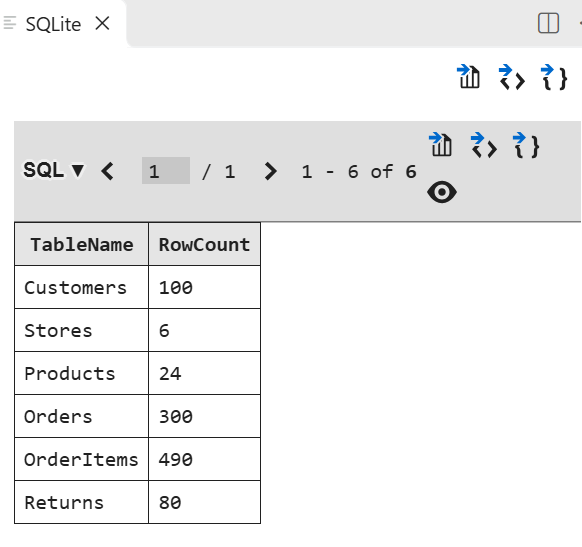 SQLite
SQL 1 / 1 1 - 6 of 6
TableName RowCount
Customers 100
Stores 6
Products 24
Orders 300
OrderItems 490
Returns 80